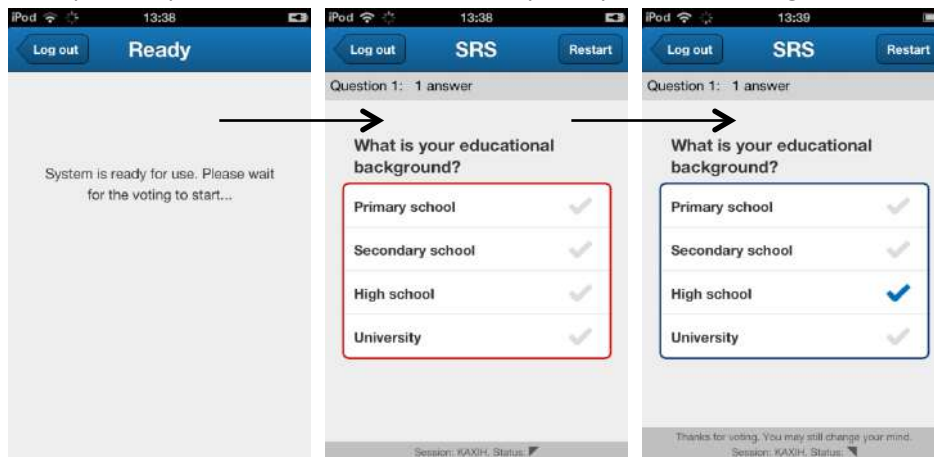 iPod 13:38
Log out Ready
System is ready for use. Please wait
for the voting to start...
iPod 13:38
Log out SRS Restart
Question 1: 1 answer
What is your educational
background?
Primary school
Secondary school
High school
University
Session: KAXIH, Status:
iPod 13:39
Log out SRS Restart
Question 1: 1 answer
What is your educational
background?
Primary school
Secondary school
High school
University
Thanks for voting. You may still change your mind.
Session: KAXIH, Status: